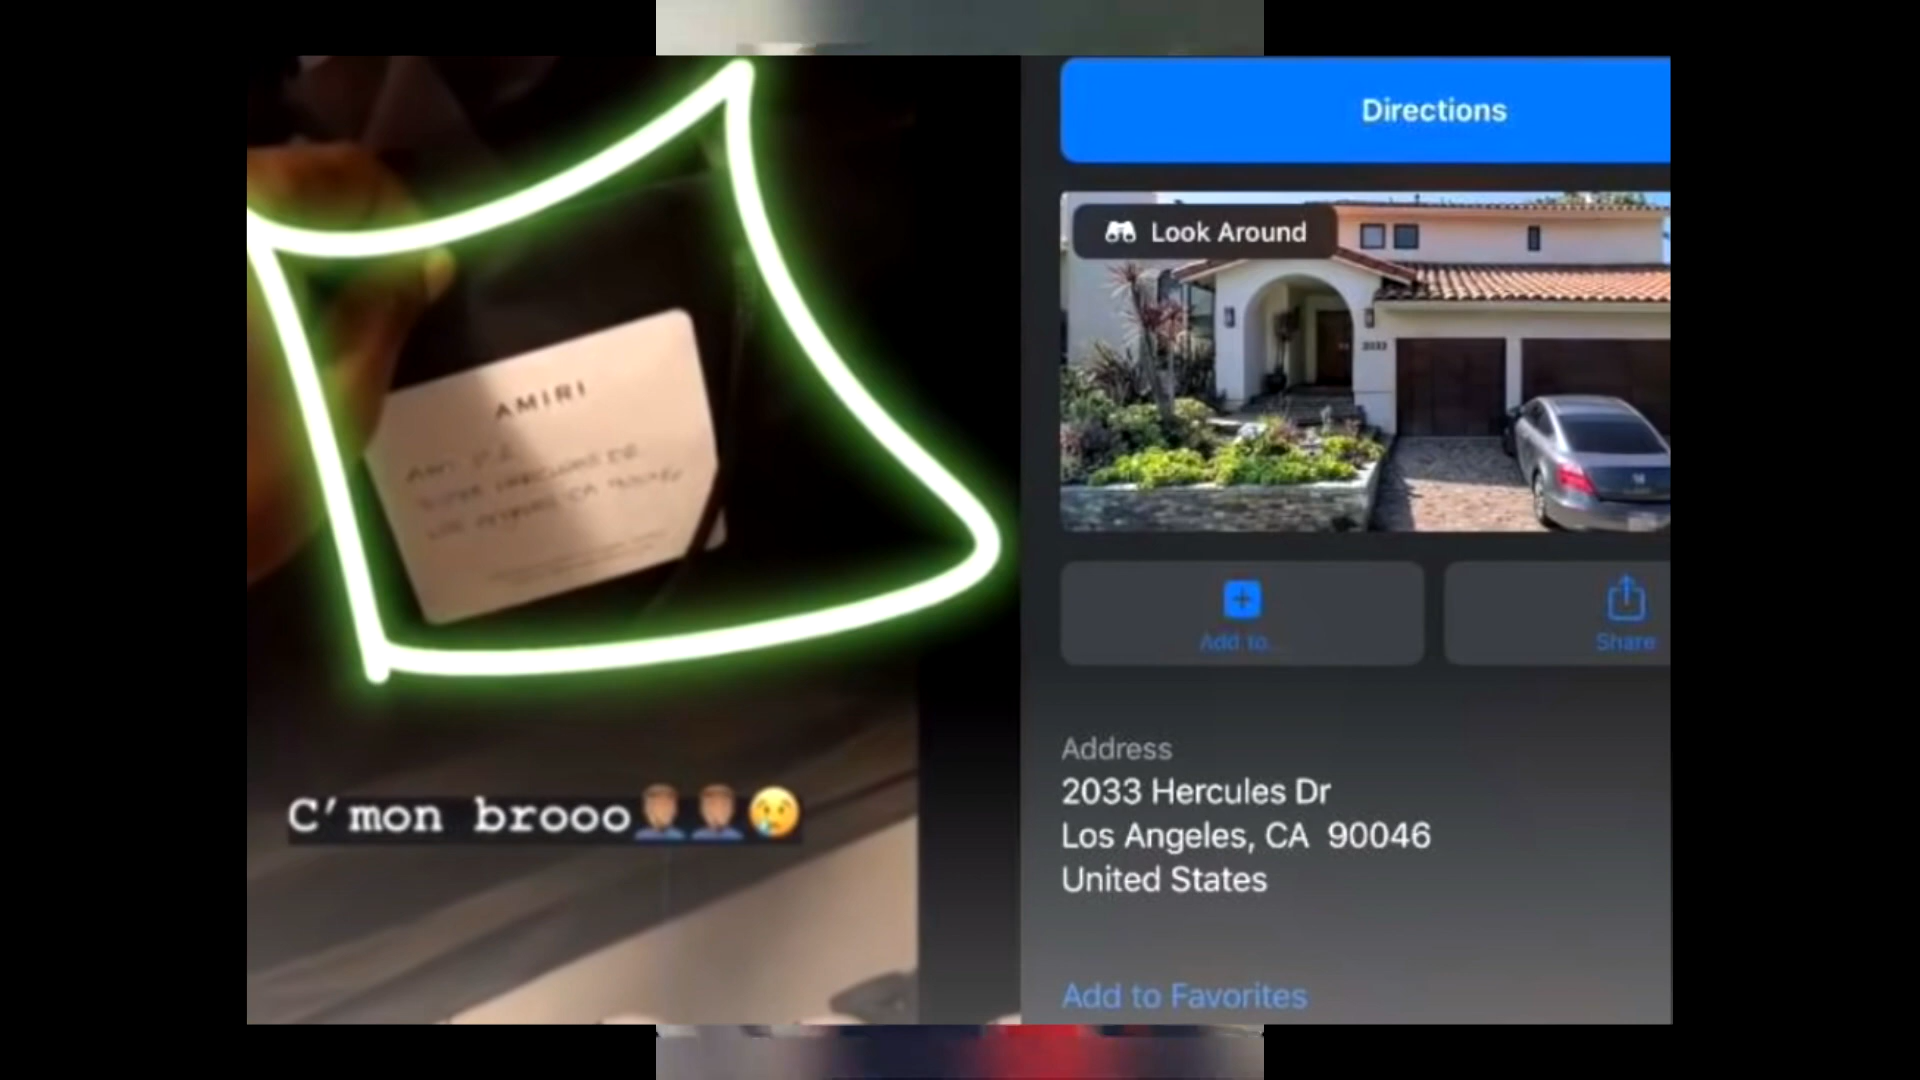 AMIRI
C'mon brooo
Directions
Look Around
2033
Add to...
Share
Address
2033 Hercules Dr
Los Angeles, CA 90046
United States
Add to Favorites